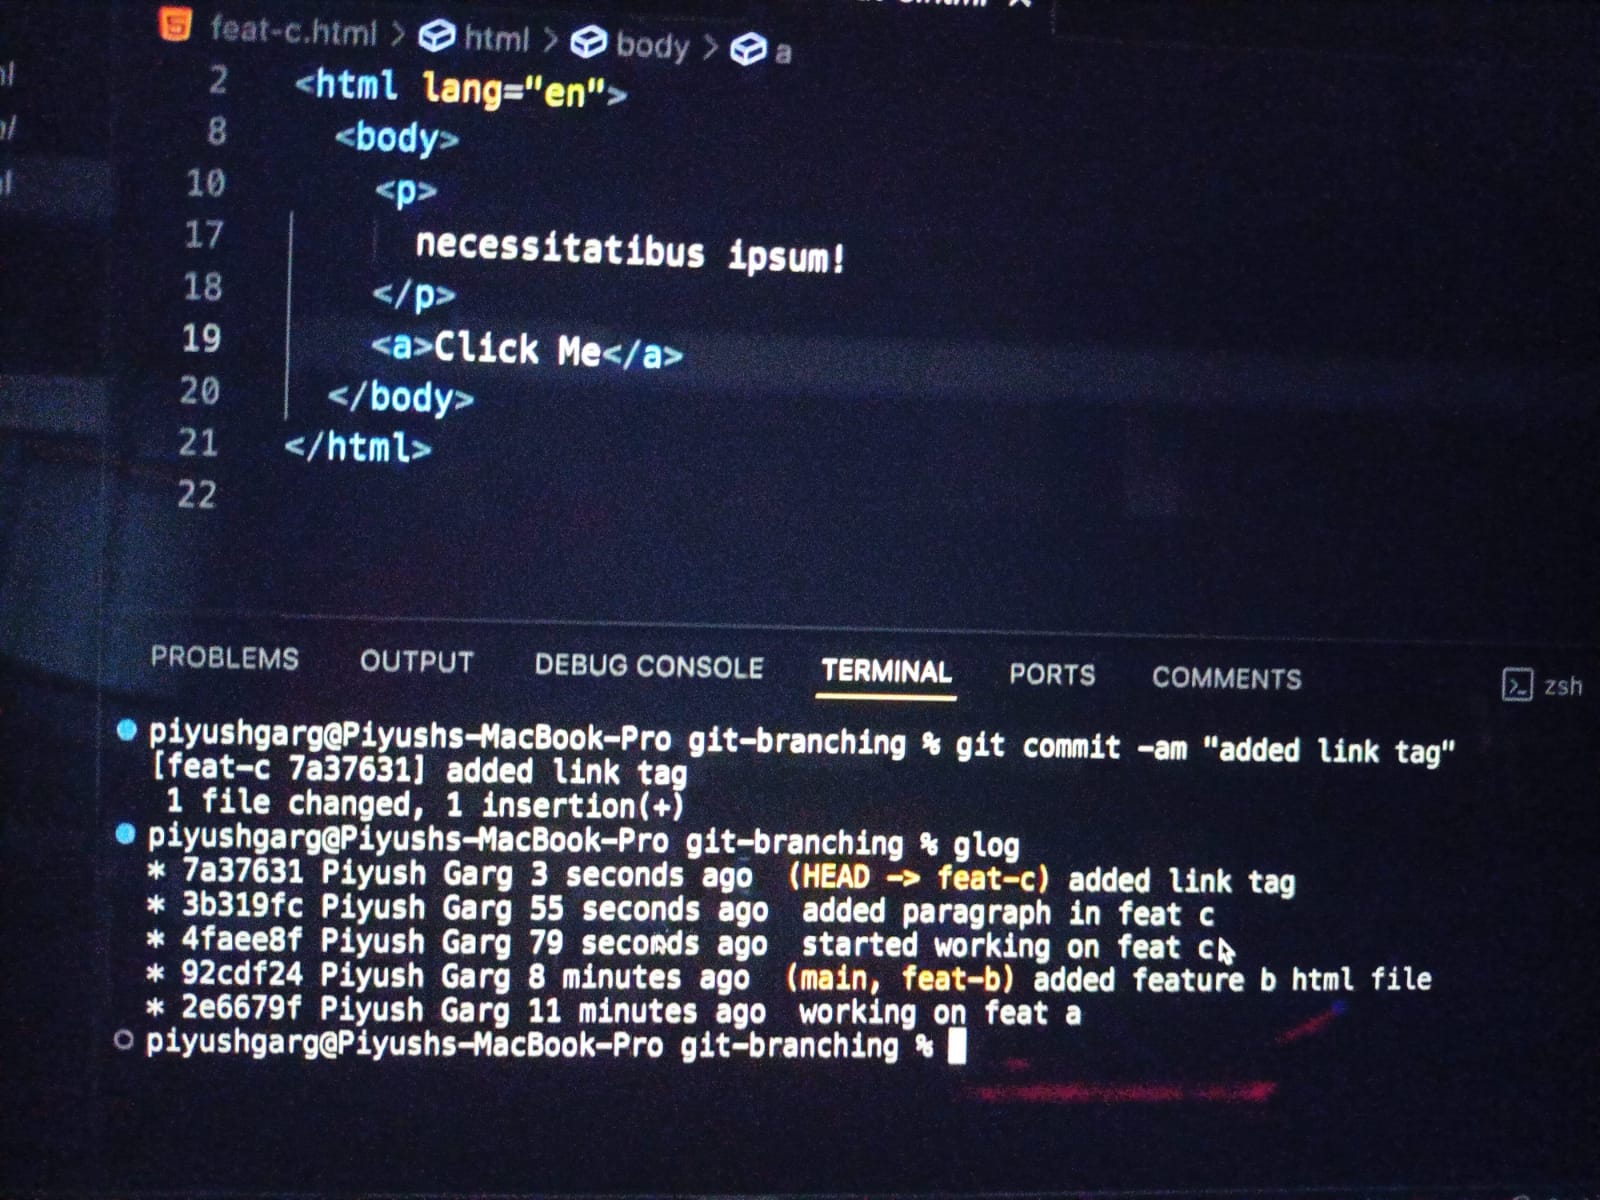 feat-c.html > html > body > a
2 <html lang="en">
8 <body>
10 <p>
17 necessitatibus ipsum!
18 </p>
19 <a>Click Me</a>
20 </body>
21 </html>
22
PROBLEMS OUTPUT DEBUG CONSOLE TERMINAL PORTS COMMENTS zsh
piyushgarg@Piyushs-MacBook-Pro git-branching % git commit -am "added link tag"
[feat-c 7a37631] added link tag
1 file changed, 1 insertion(+)
piyushgarg@Piyushs-MacBook-Pro git-branching % glog
* 7a37631 Piyush Garg 3 seconds ago (HEAD -> feat-c) added link tag
* 3b319fc Piyush Garg 55 seconds ago added paragraph in feat c
* 4faee8f Piyush Garg 79 seconds ago started working on feat c
* 92cdf24 Piyush Garg 8 minutes ago (main, feat-b) added feature b html file
* 2e6679f Piyush Garg 11 minutes ago working on feat a
piyushgarg@Piyushs-MacBook-Pro git-branching %